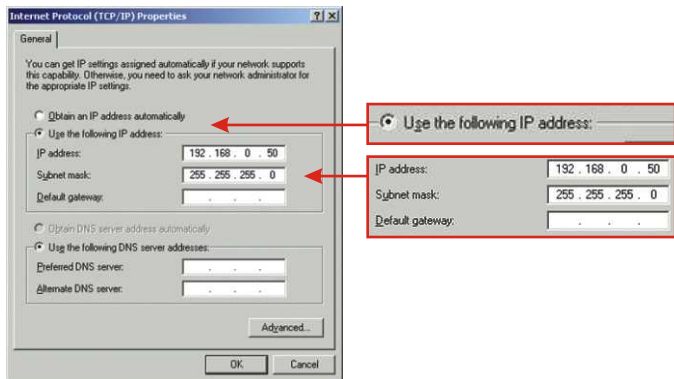 Internet Protocol (TCP/IP) Properties
General
You can get IP settings assigned automatically if your network supports
this capability. Otherwise, you need to ask your network administrator for
the appropriate IP settings.
Obtain an IP address automatically
Use the following IP address:
IP address: 192 . 168 . 0 . 50
Subnet mask: 255 . 255 . 255 . 0
Default gateway: . . .
Obtain DNS server address automatically
Use the following DNS server addresses:
Preferred DNS server: . . .
Alternate DNS server: . . .
Advanced...
OK Cancel
Use the following IP address:
IP address: 192 . 168 . 0 . 50
Subnet mask: 255 . 255 . 255 . 0
Default gateway: . . .